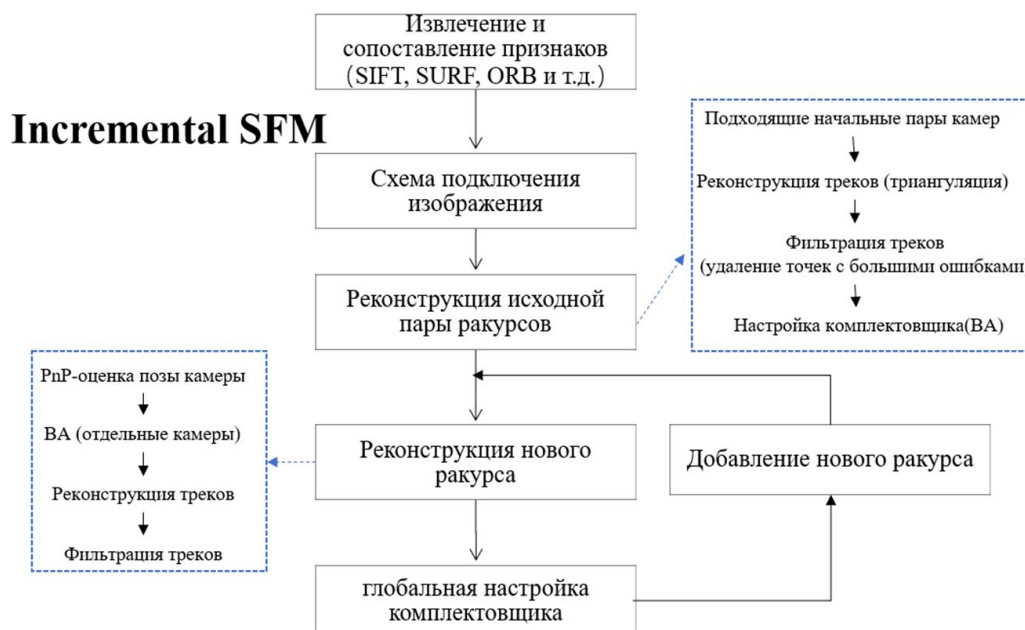 Извлечение и
сопоставление признаков
(SIFT, SURF, ORB и т.д.)
Incremental SFM
Схема подключения
изображения
Реконструкция исходной
пары ракурсов
Подходящие начальные пары камер
Реконструкция треков (триангуляция)
Фильтрация треков
(удаление точек с большими ошибками)
Настройка комплектовщика(BA)
PnP-оценка позы камеры
BA (отдельные камеры)
Реконструкция треков
Фильтрация треков
Реконструкция нового
ракурса
Добавление нового ракурса
глобальная настройка
комплектовщика